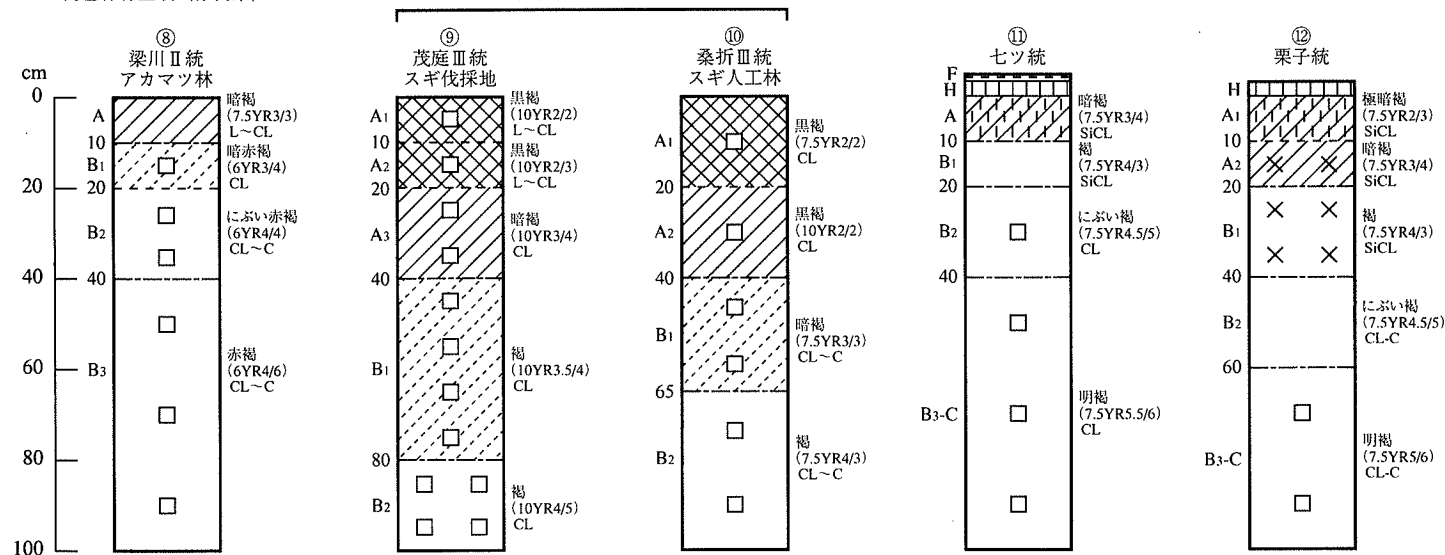 cm
0
20
40
60
80
100
⑧
梁川Ⅱ統
アカマツ林
A
10
B1
20
B2
40
B3
暗褐
(7.5YR3/3)
L～CL
暗赤褐
(6YR3/4)
CL
にぶい赤褐
(6YR4/4)
CL～C
赤褐
(6YR4/6)
CL～C
⑨
茂庭Ⅲ統
スギ伐採地
A1
10
A2
20
A3
40
B1
80
B2
黒褐
(10YR2/2)
L～CL
黒褐
(10YR2/3)
L～CL
暗褐
(10YR3/4)
CL
褐
(10YR3.5/4)
CL
褐
(10YR4/5)
CL
⑩
桑折Ⅲ統
スギ人工林
A1
20
A2
40
B1
65
B2
黒褐
(7.5YR2/2)
CL
黒褐
(10YR2/2)
CL
暗褐
(7.5YR3/3)
CL～C
褐
(7.5YR4/3)
CL～C
⑪
七ツ統
F
H
A
10
B1
20
B2
40
B3-C
暗褐
(7.5YR3/4)
SiCL
褐
(7.5YR4/3)
SiCL
にぶい褐
(7.5YR4.5/5)
CL
明褐
(7.5YR5.5/6)
CL
⑫
栗子統
H
A1
10
A2
20
B1
40
B2
60
B3-C
極暗褐
(7.5YR2/3)
SiCL
暗褐
(7.5YR3/4)
SiCL
褐
(7.5YR4/3)
SiCL
にぶい褐
(7.5YR4.5/5)
CL-C
明褐
(7.5YR5/6)
CL-C